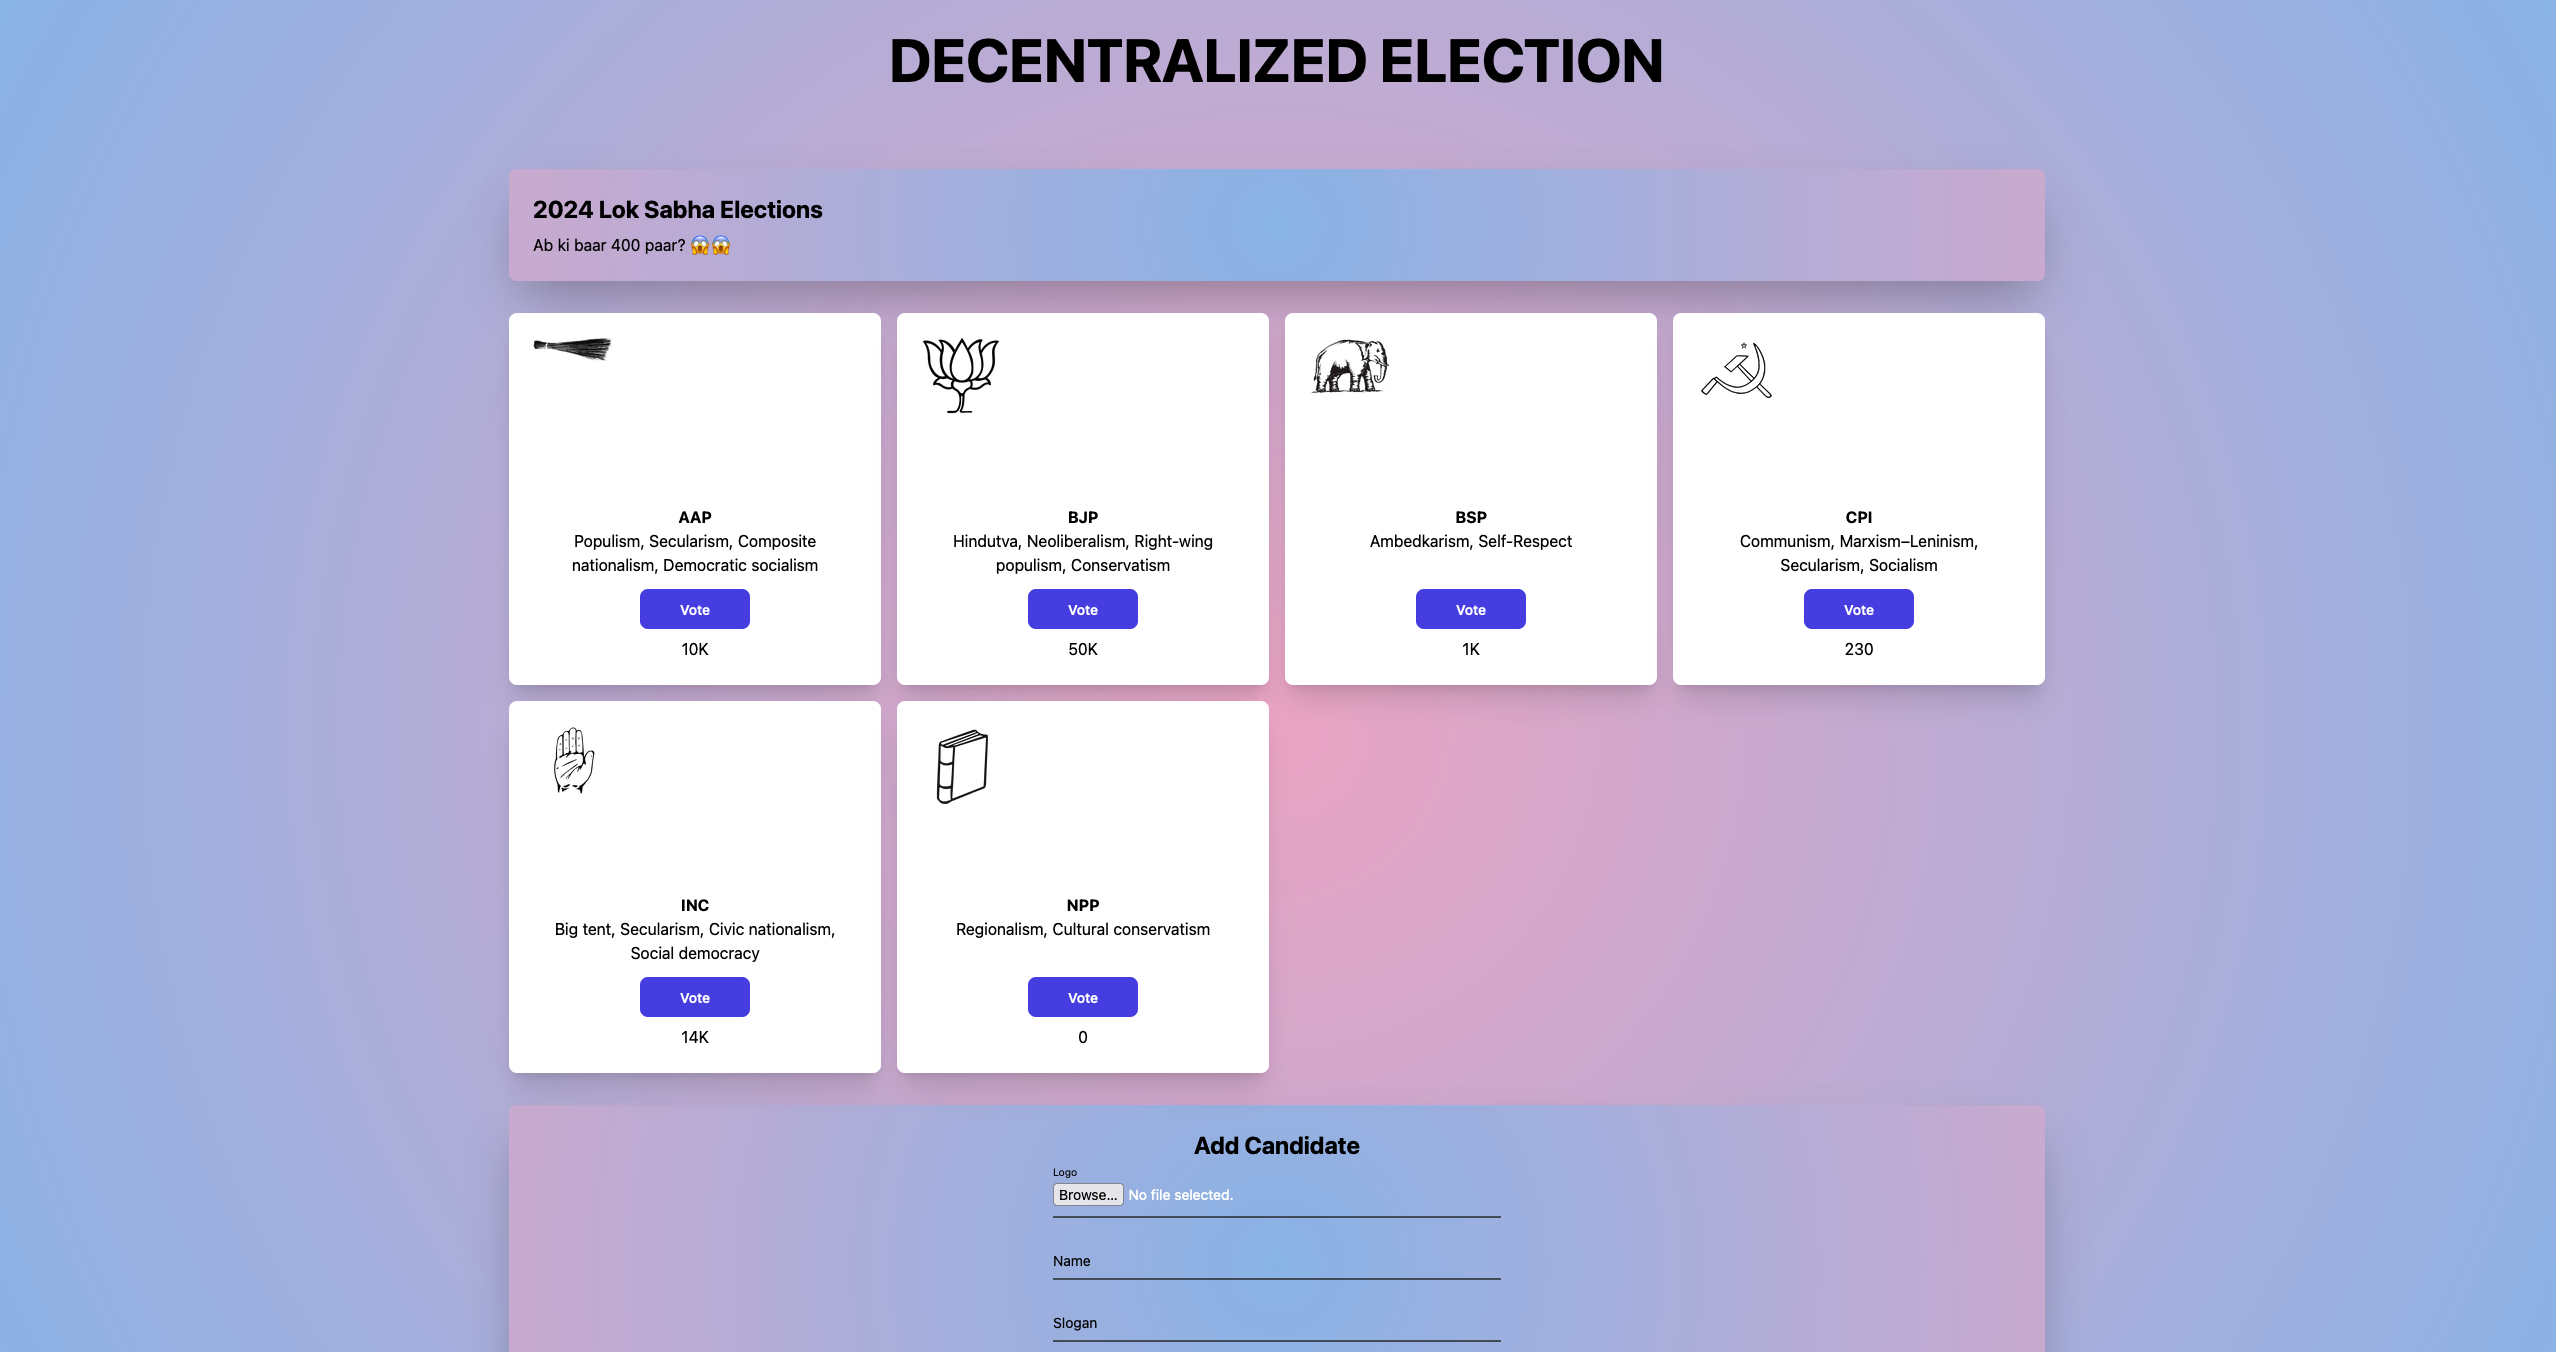 DECENTRALIZED ELECTION
2024 Lok Sabha Elections
Ab ki baar 400 paar? 😱😱
AAP
Populism, Secularism, Composite
nationalism, Democratic socialism
Vote
10K
BJP
Hindutva, Neoliberalism, Right-wing
populism, Conservatism
Vote
50K
BSP
Ambedkarism, Self-Respect
Vote
1K
CPI
Communism, Marxism–Leninism,
Secularism, Socialism
Vote
230
INC
Big tent, Secularism, Civic nationalism,
Social democracy
Vote
14K
NPP
Regionalism, Cultural conservatism
Vote
0
Add Candidate
Logo
Browse... No file selected.
Name
Slogan